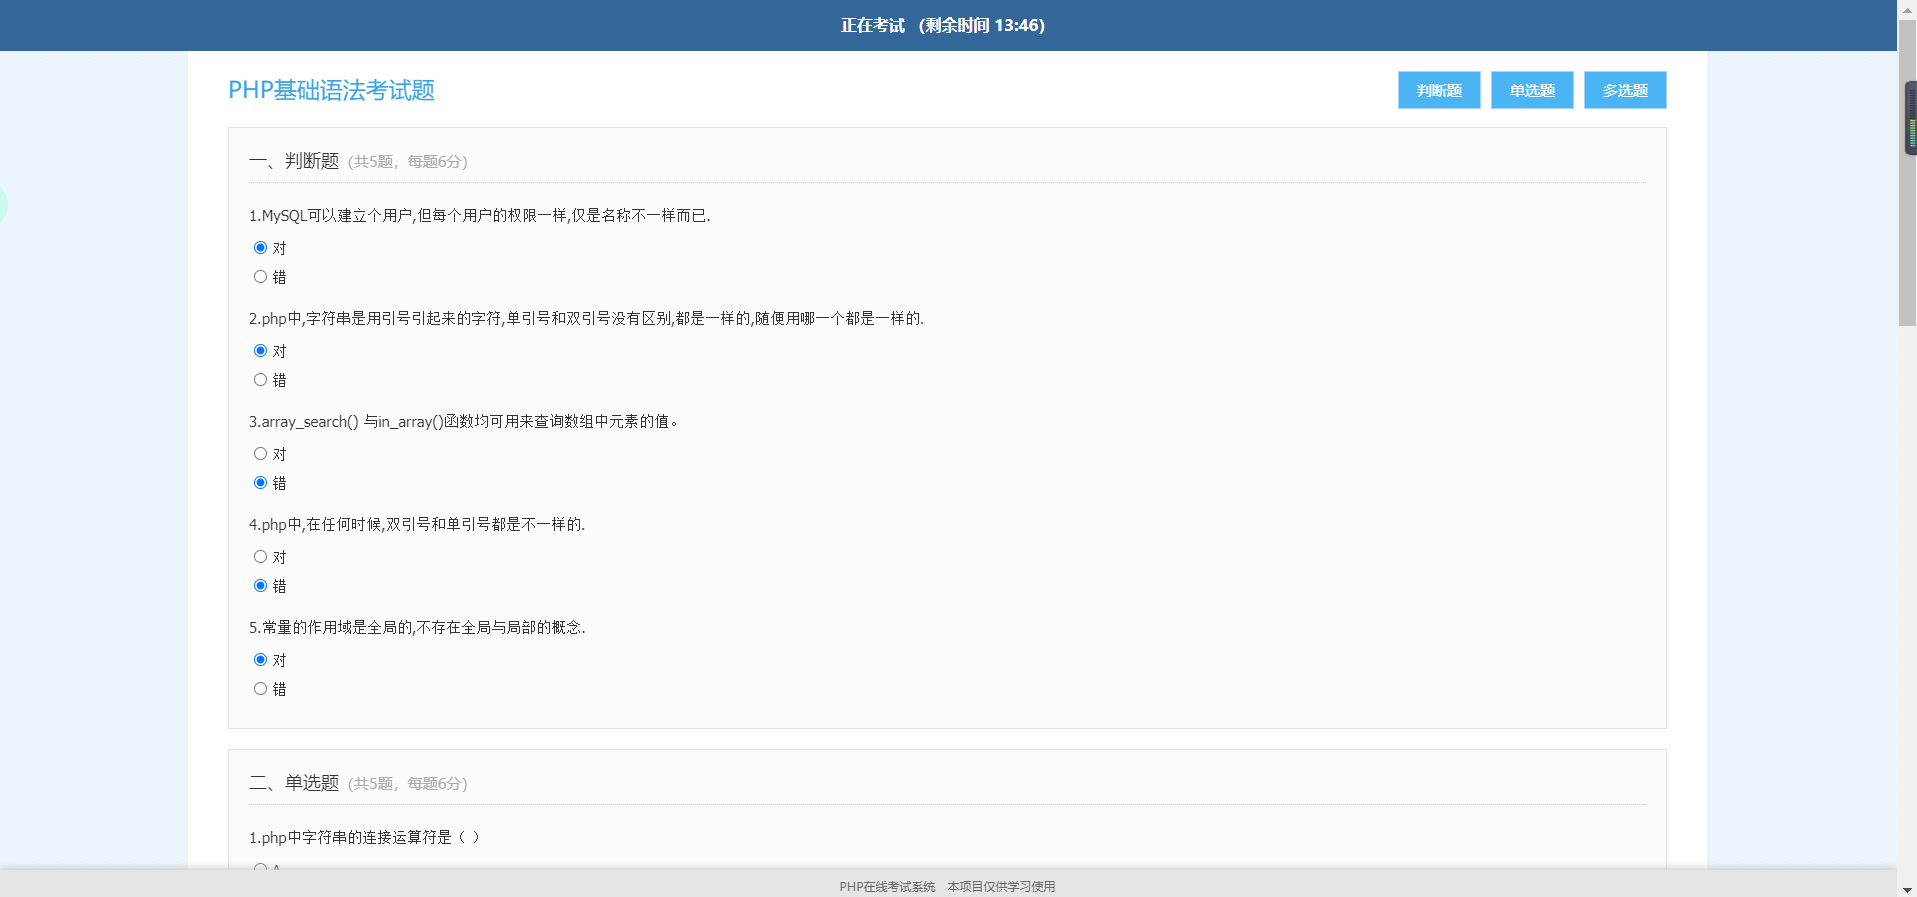 正在考试 (剩余时间 13:46)
PHP基础语法考试题
判断题 单选题 多选题
一、判断题 (共5题，每题6分)
1.MySQL可以建立个用户,但每个用户的权限一样,仅是名称不一样而已.
对
错
2.php中,字符串是用引号引起来的字符,单引号和双引号没有区别,都是一样的,随便用哪一个都是一样的.
对
错
3.array_search() 与in_array()函数均可用来查询数组中元素的值。
对
错
4.php中,在任何时候,双引号和单引号都是不一样的.
对
错
5.常量的作用域是全局的,不存在全局与局部的概念.
对
错
二、单选题 (共5题，每题6分)
1.php中字符串的连接运算符是（ ）
PHP在线考试系统 本项目仅供学习使用